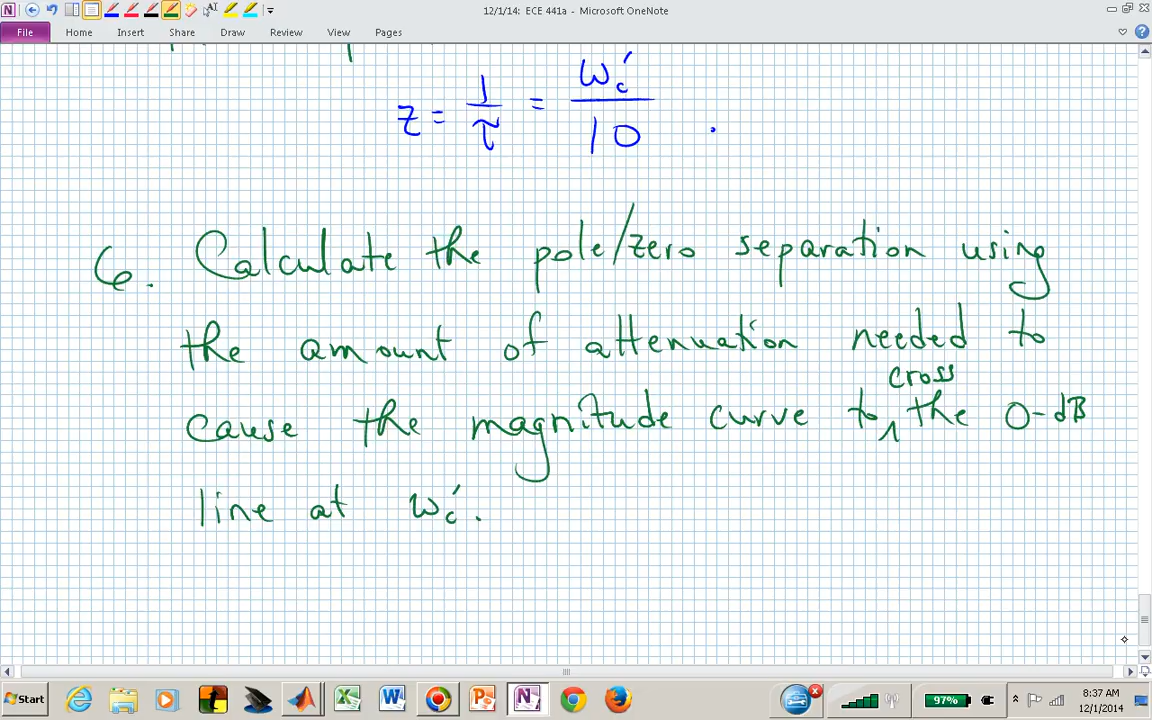 12/1/14: ECE 441a - Microsoft OneNote
File Home Insert Draw Review View Pages
z = 1/τ = ωc'/10 .
6. Calculate the pole/zero separation using
the amount of attenuation needed to
cause the magnitude curve to cross the 0-dB
line at ωc'.
Start
97%
8:37 AM
12/1/2014